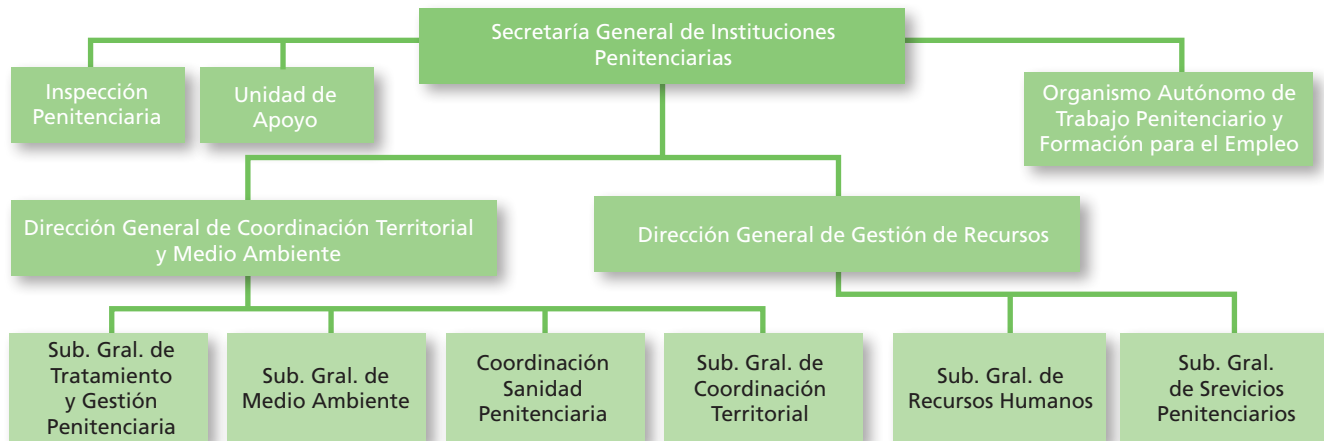 Secretaría General de Instituciones
Penitenciarias
Inspección
Penitenciaria
Unidad de
Apoyo
Organismo Autónomo de
Trabajo Penitenciario y
Formación para el Empleo
Dirección General de Coordinación Territorial
y Medio Ambiente
Dirección General de Gestión de Recursos
Sub. Gral. de
Tratamiento
y Gestión
Penitenciaria
Sub. Gral. de
Medio Ambiente
Coordinación
Sanidad
Penitenciaria
Sub. Gral. de
Coordinación
Territorial
Sub. Gral. de
Recursos Humanos
Sub. Gral.
de Srevicios
Penitenciarios